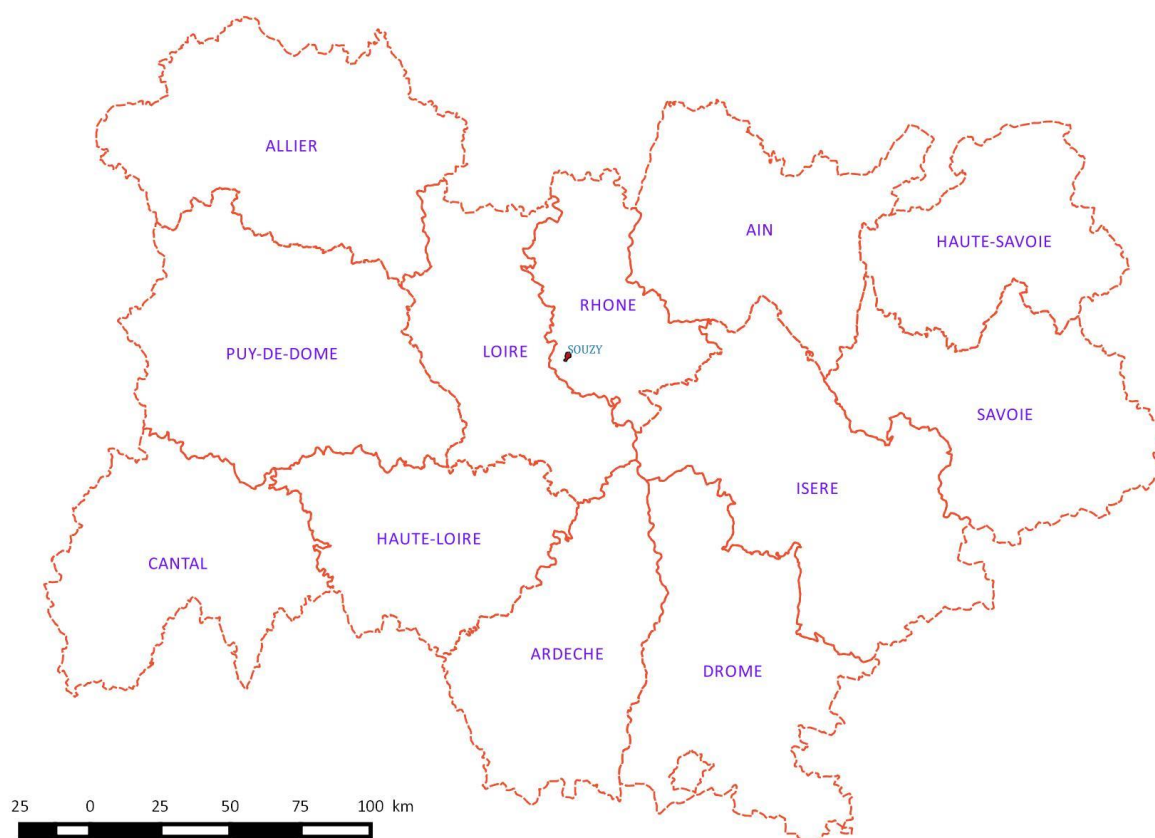 ALLIER
AIN
HAUTE-SAVOIE
RHONE
PUY-DE-DOME
LOIRE
SOUZY
SAVOIE
ISERE
HAUTE-LOIRE
CANTAL
ARDECHE
DROME
25 0 25 50 75 100 km